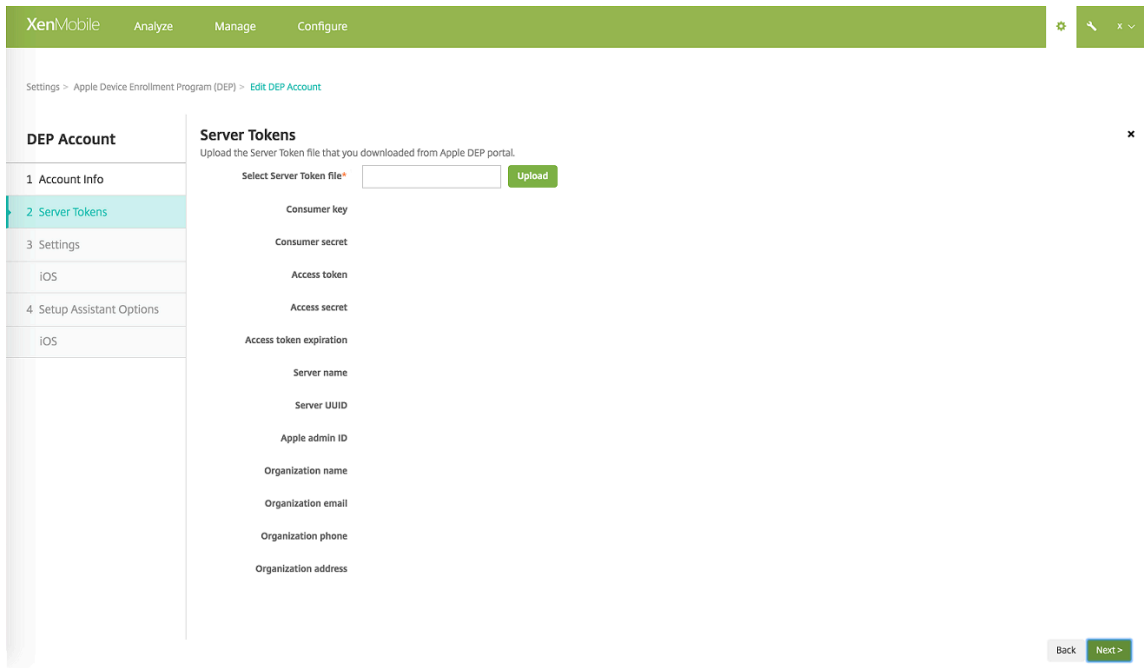 XenMobile Analyze Manage Configure x
Settings > Apple Device Enrollment Program (DEP) > Edit DEP Account
DEP Account
1 Account Info
2 Server Tokens
3 Settings
iOS
4 Setup Assistant Options
iOS
Server Tokens
Upload the Server Token file that you downloaded from Apple DEP portal.
Select Server Token file* Upload
Consumer key
Consumer secret
Access token
Access secret
Access token expiration
Server name
Server UUID
Apple admin ID
Organization name
Organization email
Organization phone
Organization address
Back Next >